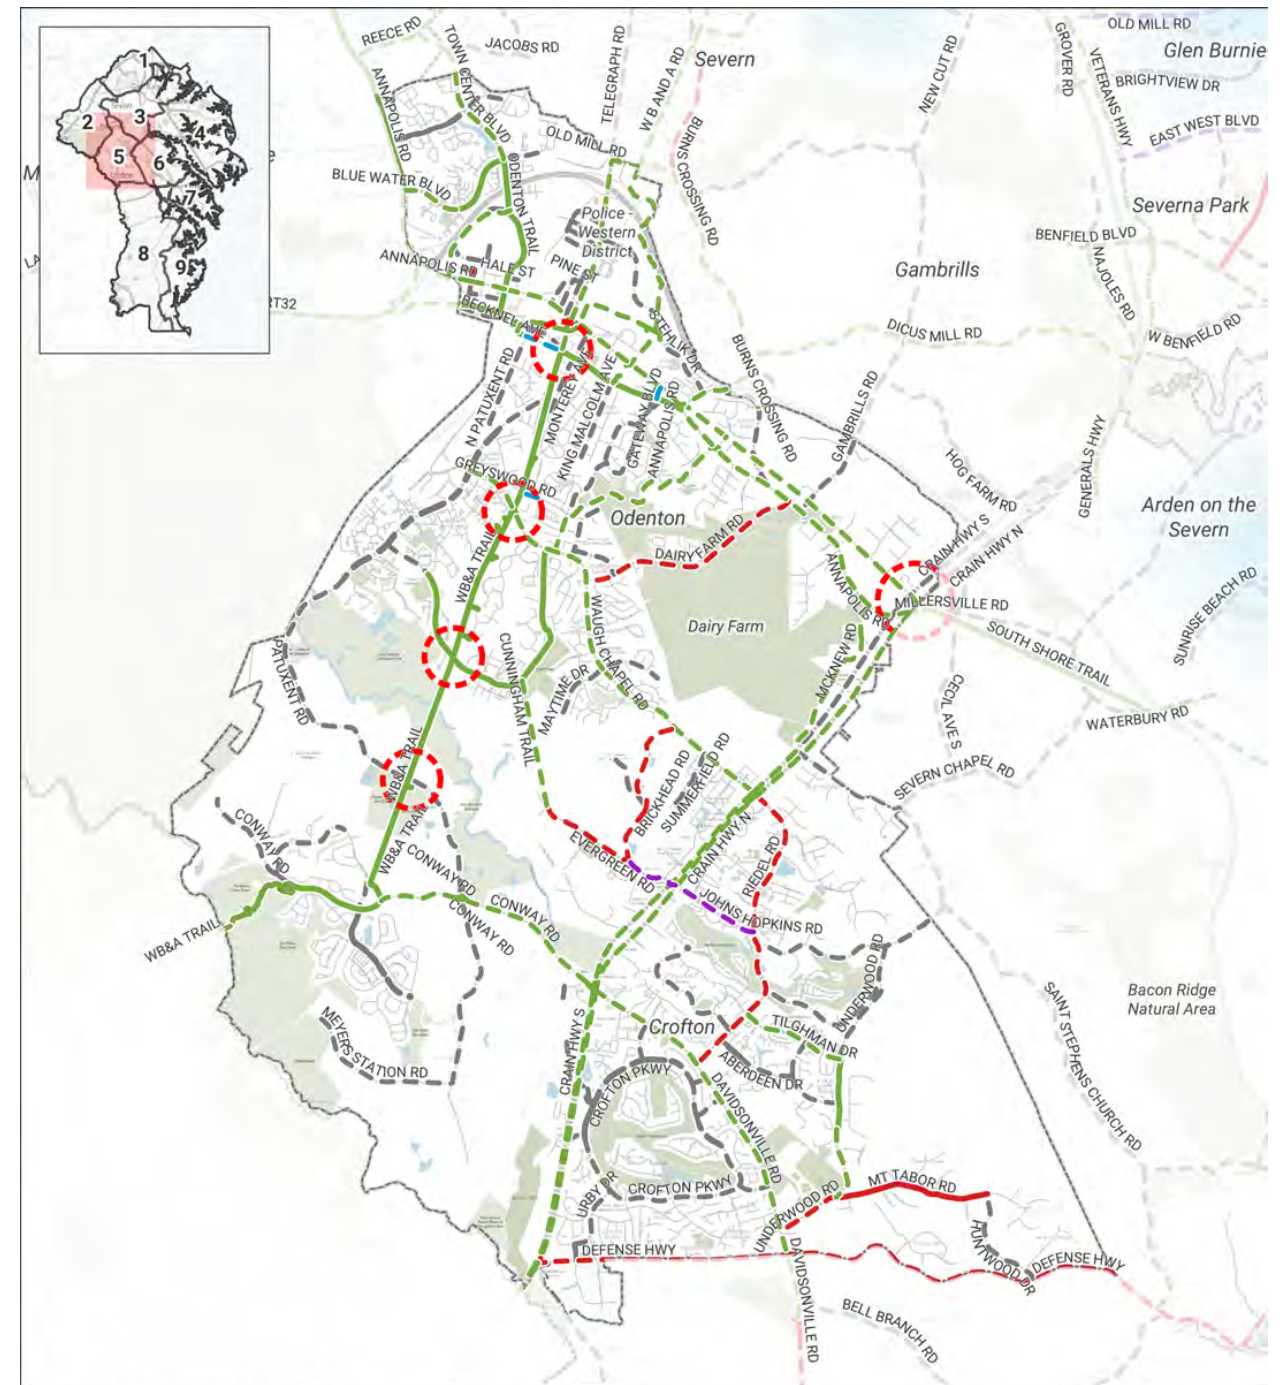 REECE RD
TOWN CENTER BLVD
JACOBS RD
TELEGRAPH RD
W B AND A RD
Severn
NEW CUT RD
GROVER RD
VETERANS HWY
OLD MILL RD
Glen Burnie
BRIGHTVIEW DR
EAST WEST BLVD
1
2
3
4
5
6
7
8
9
M
e
LA
RT32
ANNAPOLIS RD
ODENTON TRAIL
OLD MILL RD
BURNS CROSSING RD
BLUE WATER BLVD
Police -
Western
District
Severna Park
BENFIELD BLVD
NAJOLES RD
Gambrills
ANNAPOLIS RD
HALE ST
PINE ST
BECKNEL AVE
STEHLIK DR
DICUS MILL RD
W BENFIELD RD
N PATUXENT RD
MONTEREY AVE
KING MALCOLM AVE
GATEWAY BLVD
ANNAPOLIS RD
BURNS CROSSING RD
GAMBRILLS RD
GENERALS HWY
HOG FARM RD
GREYSWOOD RD
Odenton
DAIRY FARM RD
CRAIN HWY S
CRAIN HWY N
Arden on the
Severn
WB&A TRAIL
ANNAPOLIS RD
MILLERSVILLE RD
SOUTH SHORE TRAIL
SUNRISE BEACH RD
Dairy Farm
WAUGH CHAPEL RD
CUNNINGHAM TRAIL
MAYTIME DR
MCKNEW RD
PATUXENT RD
CECIL AVE S
WATERBURY RD
WB&A TRAIL
SEVERN CHAPEL RD
BRICKHEAD RD
SUMMERFIELD RD
WB&A TRAIL
CONWAY RD
CONWAY RD
EVERGREEN RD
CRAIN HWY N
RIEDEL RD
JOHNS HOPKINS RD
CONWAY RD
CONWAY RD
WB&A TRAIL
UNDERWOOD RD
SAINT STEPHENS CHURCH RD
Bacon Ridge
Natural Area
MEYERS STATION RD
CRAIN HWY S
Crofton
TILGHMAN DR
ABERDEEN DR
CROFTON PKWY
DAVIDSONVILLE RD
CROFTON PKWY
URBY DR
UNDERWOOD RD
MT TABOR RD
HUNTWOOD DR
DEFENSE HWY
DEFENSE HWY
DAVIDSONVILLE RD
BELL BRANCH RD